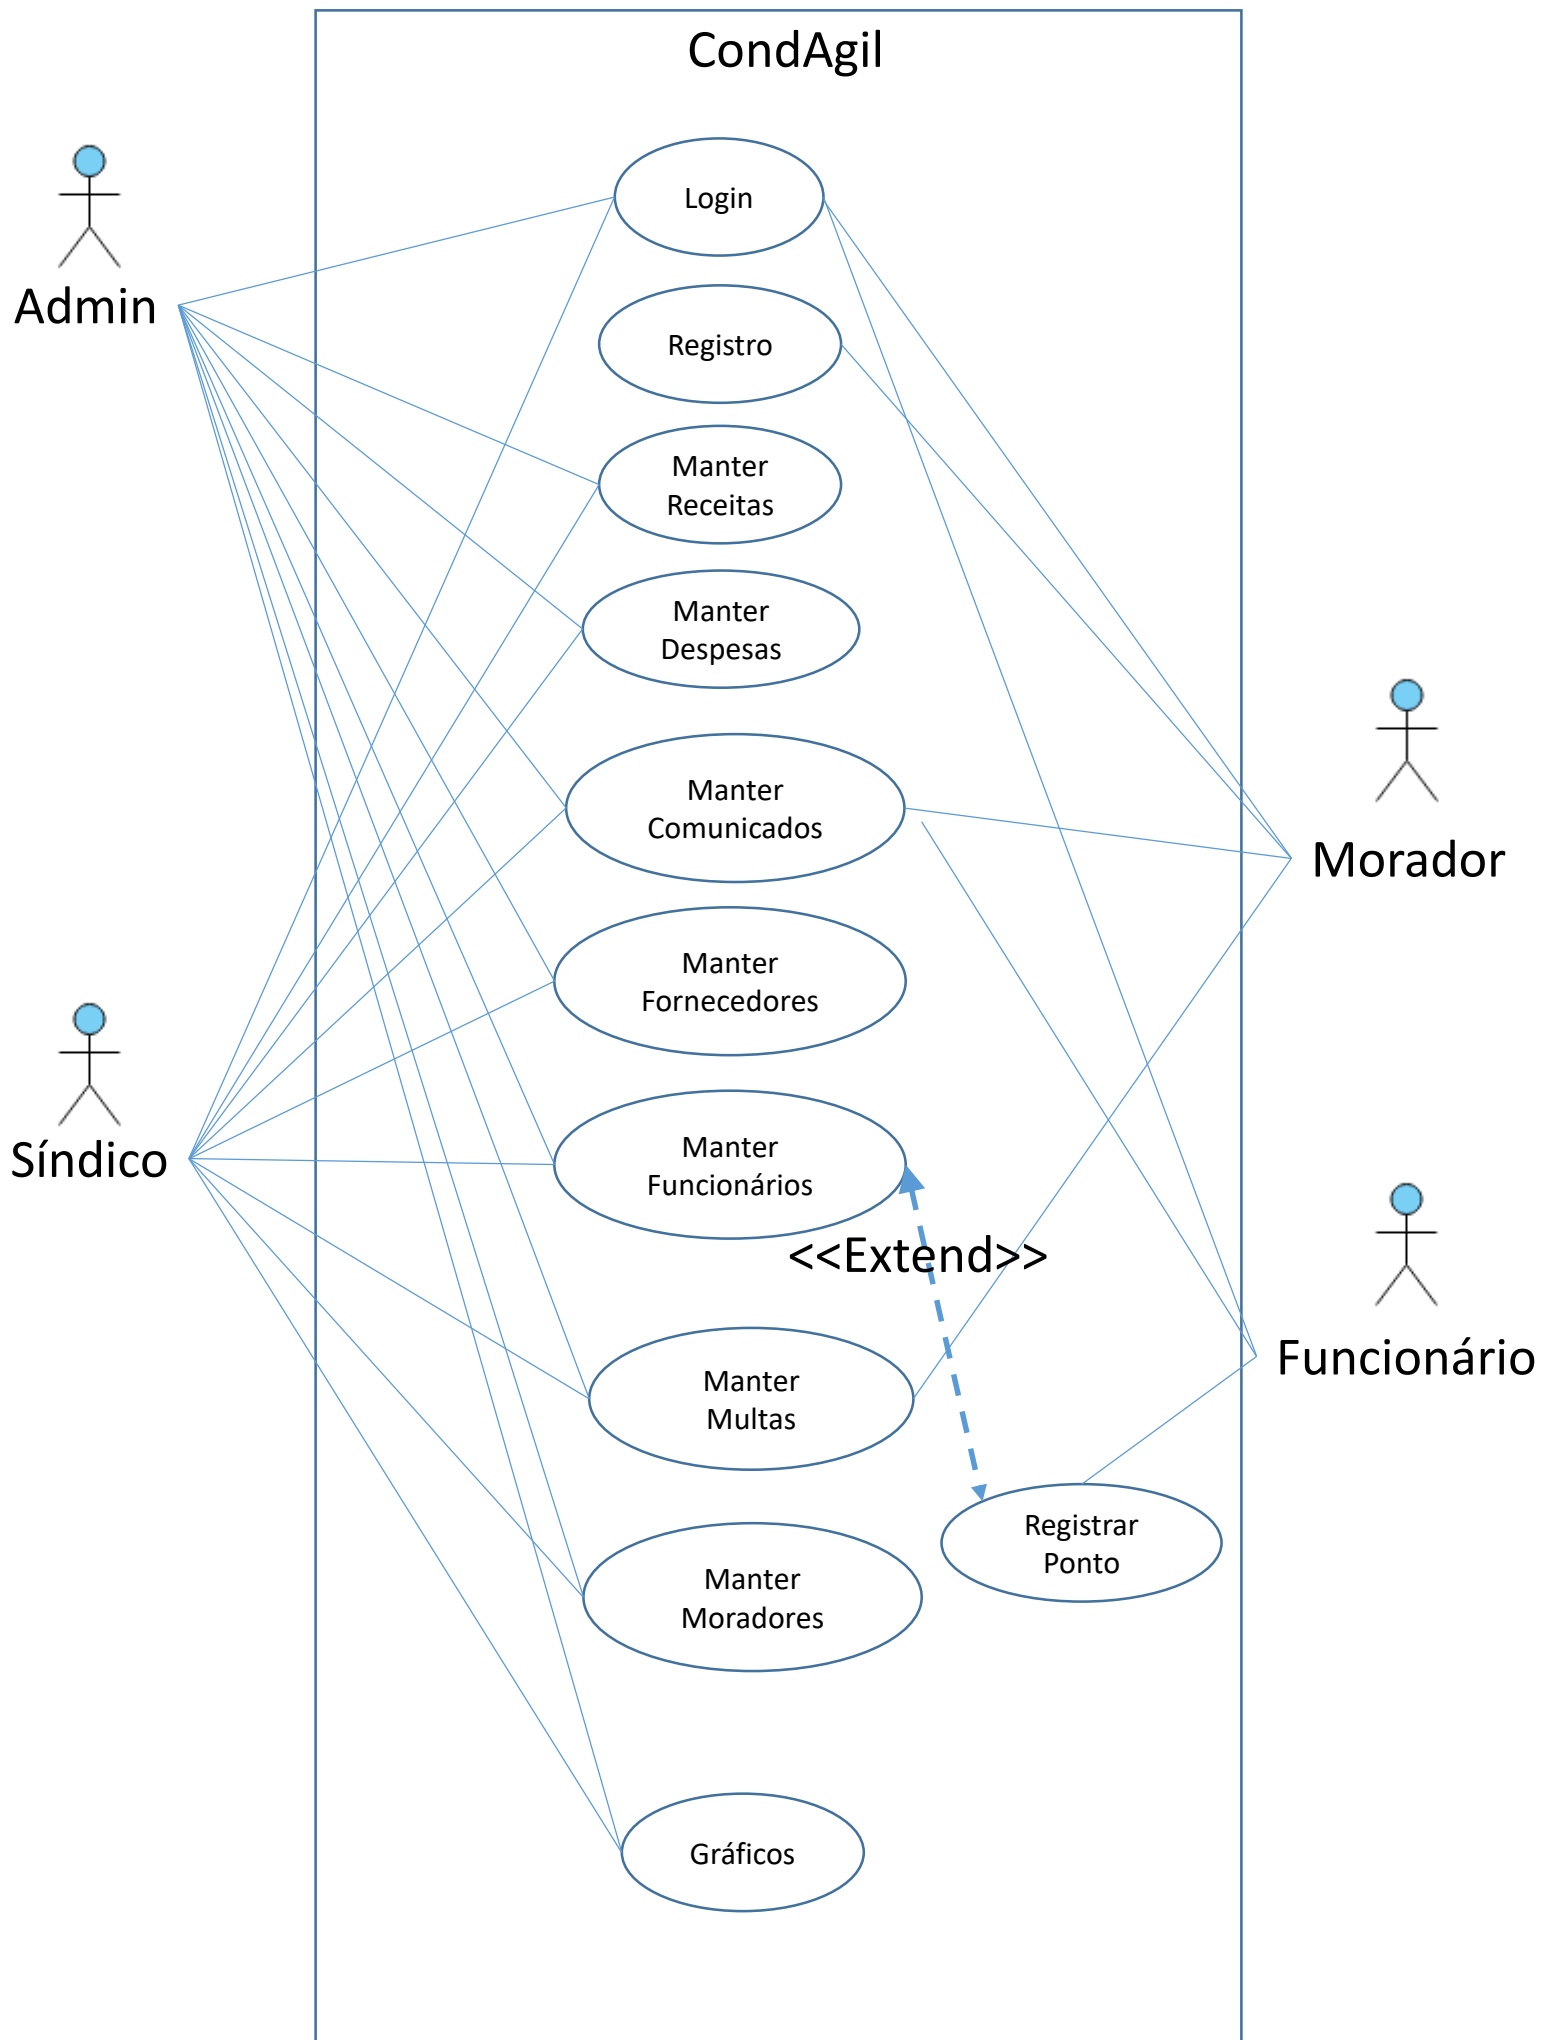 CondAgil
Login
Admin
Registro
Manter
Receitas
Manter
Despesas
Manter
Comunicados
Morador
Manter
Fornecedores
Síndico
Manter
Funcionários
<<Extend>>
Funcionário
Manter
Multas
Registrar
Ponto
Manter
Moradores
Gráficos